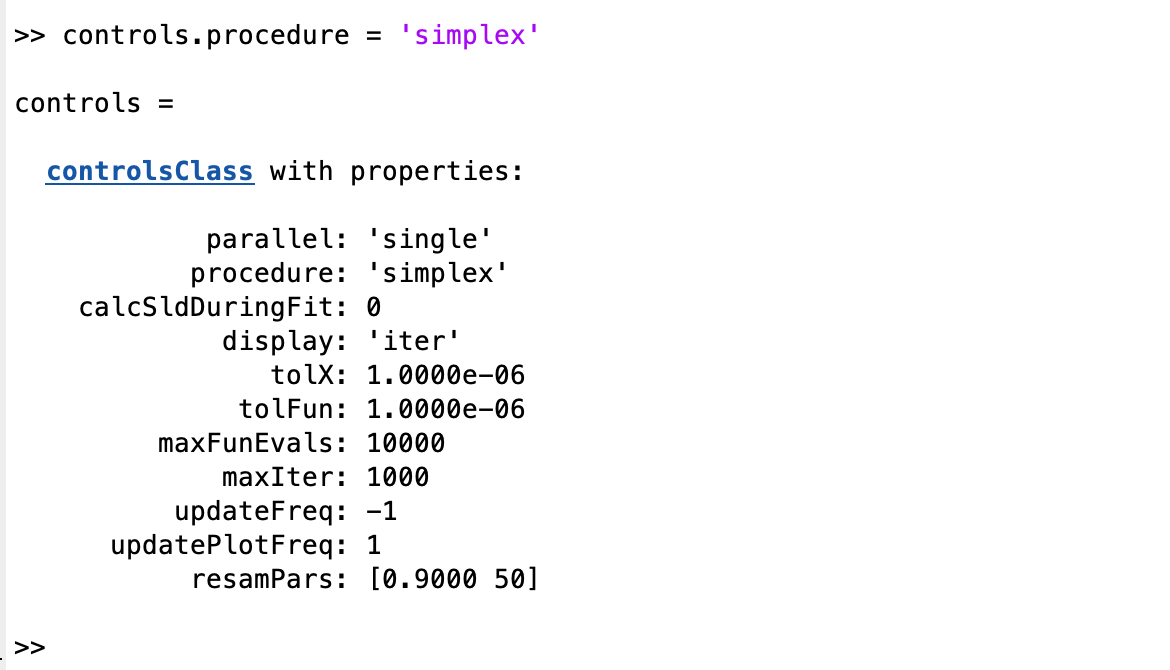 >> controls.procedure = 'simplex'
controls =
controlsClass with properties:
parallel: 'single'
procedure: 'simplex'
calcSldDuringFit: 0
display: 'iter'
tolX: 1.0000e-06
tolFun: 1.0000e-06
maxFunEvals: 10000
maxIter: 1000
updateFreq: -1
updatePlotFreq: 1
resamPars: [0.9000 50]
>>